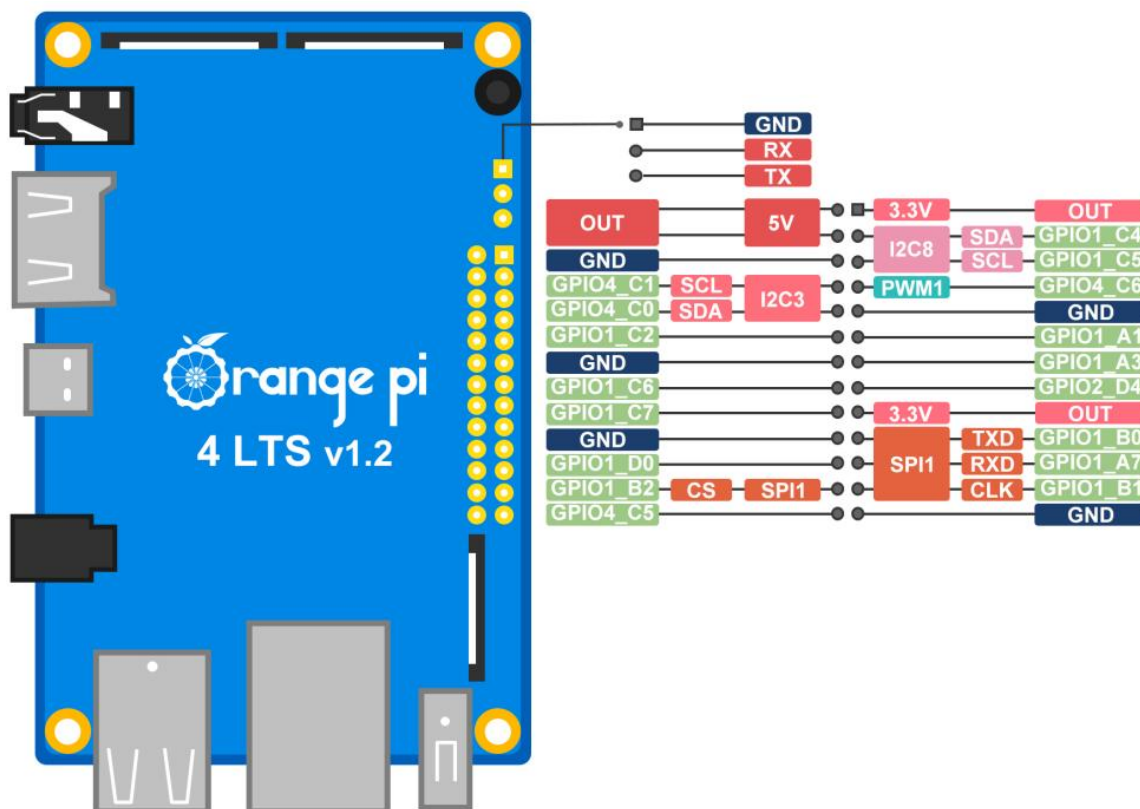 GND
RX
TX
OUT 5V 3.3V OUT
I2C8 SDA GPIO1_C4
GND SCL GPIO1_C5
GPIO4_C1 SCL I2C3 PWM1 GPIO4_C6
GPIO4_C0 SDA GND
GPIO1_C2 GPIO1_A1
GND GPIO1_A3
GPIO1_C6 GPIO2_D4
GPIO1_C7 3.3V OUT
GND SPI1 TXD GPIO1_B0
GPIO1_D0 RXD GPIO1_A7
GPIO1_B2 CS SPI1 CLK GPIO1_B1
GPIO4_C5 GND
Orange pi
4 LTS v1.2